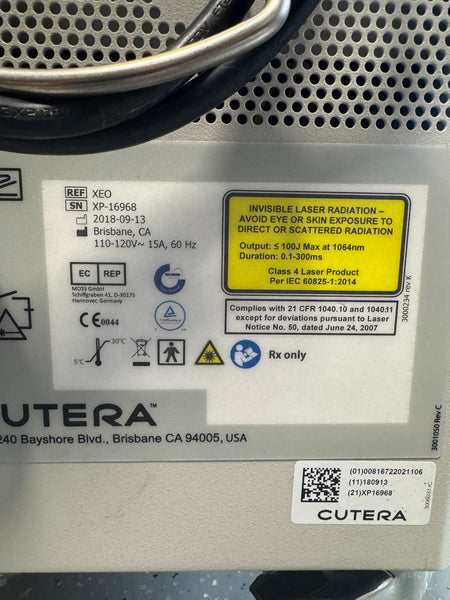 REF XEO
SN XP-16968
2018-09-13
Brisbane, CA
110-120V~ 15A, 60 Hz
EC REP
MDSS GmbH
Schiffgraben 41, D-30175
Hannover, Germany
CE0044
5°C 30°C
Rx only
INVISIBLE LASER RADIATION –
AVOID EYE OR SKIN EXPOSURE TO
DIRECT OR SCATTERED RADIATION
Output: ≤ 100J Max at 1064nm
Duration: 0.1-300ms
Class 4 Laser Product
Per IEC 60825-1:2014
Complies with 21 CFR 1040.10 and 1040.11
except for deviations pursuant to Laser
Notice No. 50, dated June 24, 2007
3000234 rev K
CUTERA™
240 Bayshore Blvd., Brisbane CA 94005, USA
3001050 Rev C
(01)00816722021106
(11)180913
(21)XP16968
CUTERA